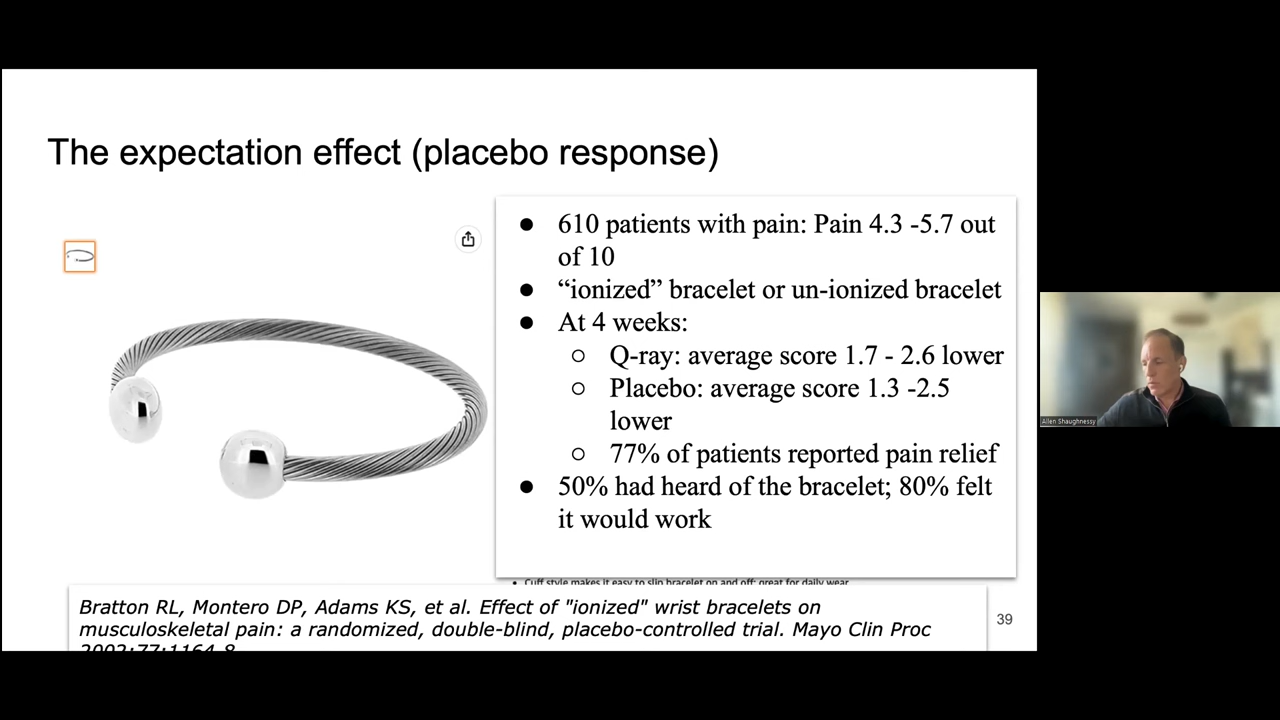 The expectation effect (placebo response)
● 610 patients with pain: Pain 4.3 -5.7 out
of 10
● “ionized” bracelet or un-ionized bracelet
● At 4 weeks:
○ Q-ray: average score 1.7 - 2.6 lower
○ Placebo: average score 1.3 -2.5
lower
○ 77% of patients reported pain relief
● 50% had heard of the bracelet; 80% felt
it would work
• Cuff style makes it easy to slip bracelet on and off; great for daily wear
Bratton RL, Montero DP, Adams KS, et al. Effect of "ionized" wrist bracelets on
musculoskeletal pain: a randomized, double-blind, placebo-controlled trial. Mayo Clin Proc
2002;77:1164-8
39
Allen Shaughnessy